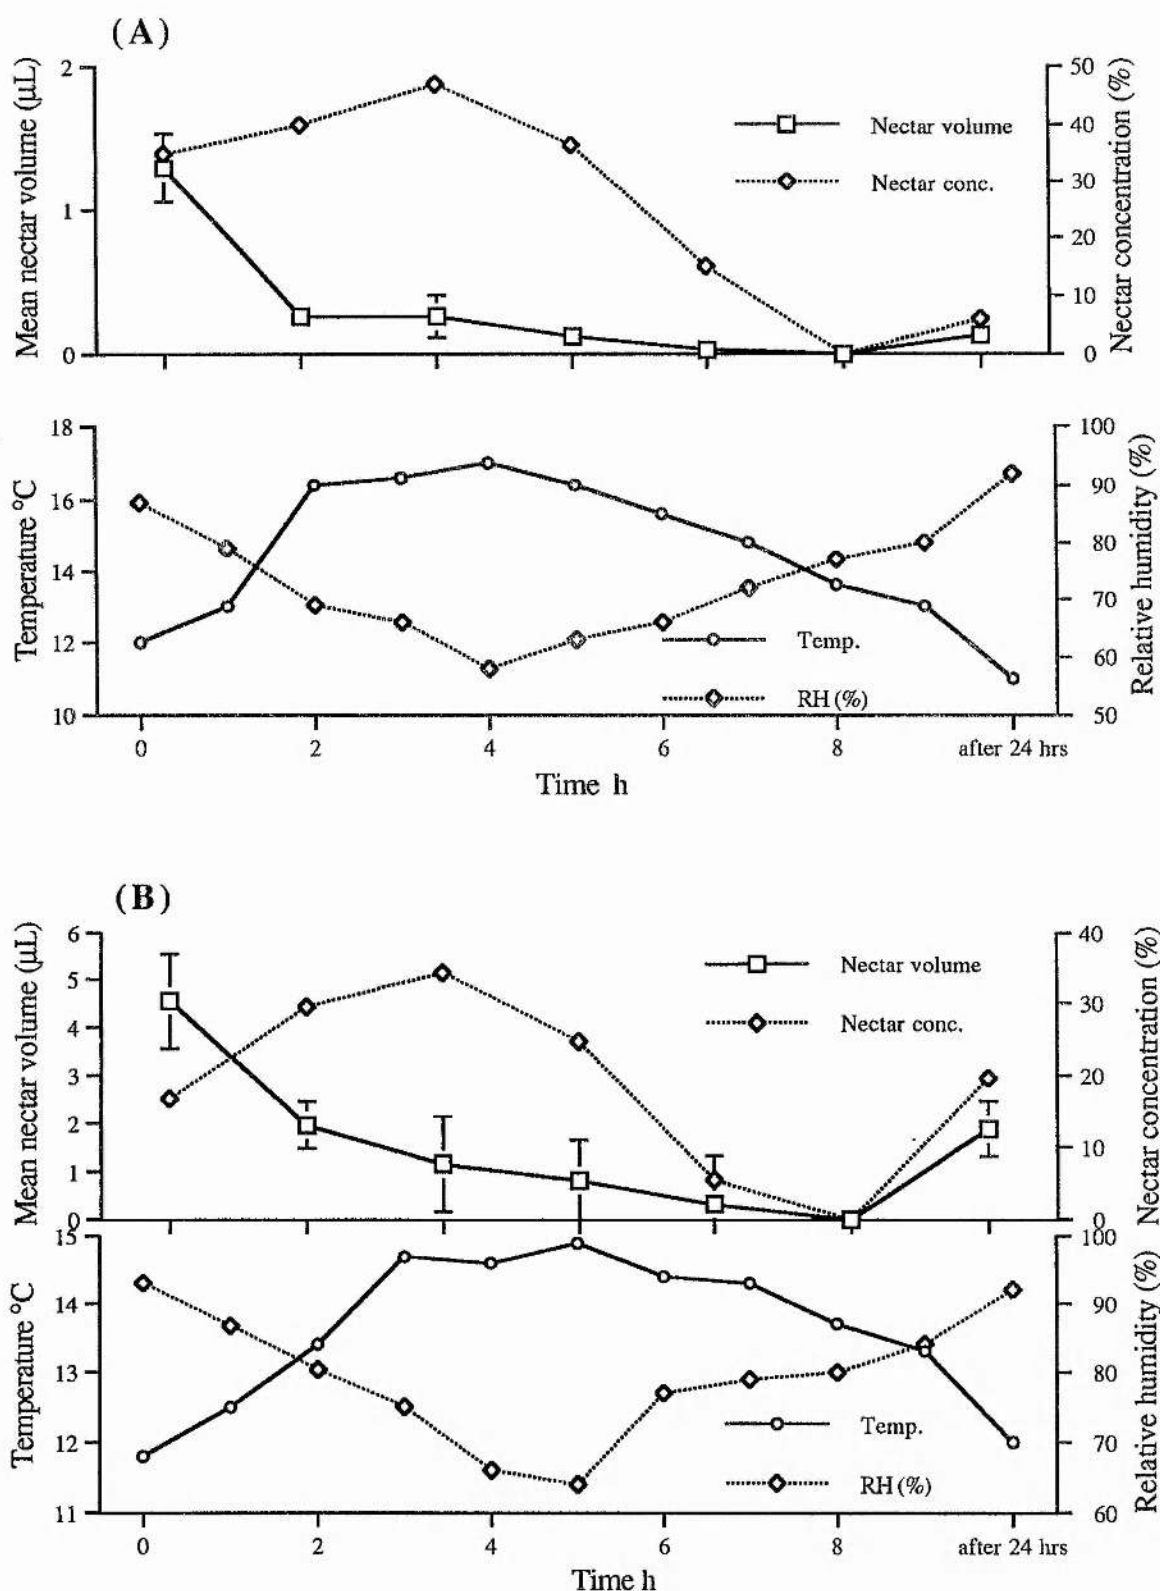 (A)
Mean nectar volume (µL)
2
1
0
50
40
30
20
10
0
Nectar concentration (%)
Nectar volume
Nectar conc.
Temperature °C
18
16
14
12
10
100
90
80
70
60
50
Relative humidity (%)
Temp.
RH (%)
0 2 4 6 8 after 24 hrs
Time h
(B)
Mean nectar volume (µL)
6
5
4
3
2
1
0
40
30
20
10
0
Nectar concentration (%)
Nectar volume
Nectar conc.
Temperature °C
15
14
13
12
11
100
90
80
70
60
Relative humidity (%)
Temp.
RH (%)
0 2 4 6 8 after 24 hrs
Time h